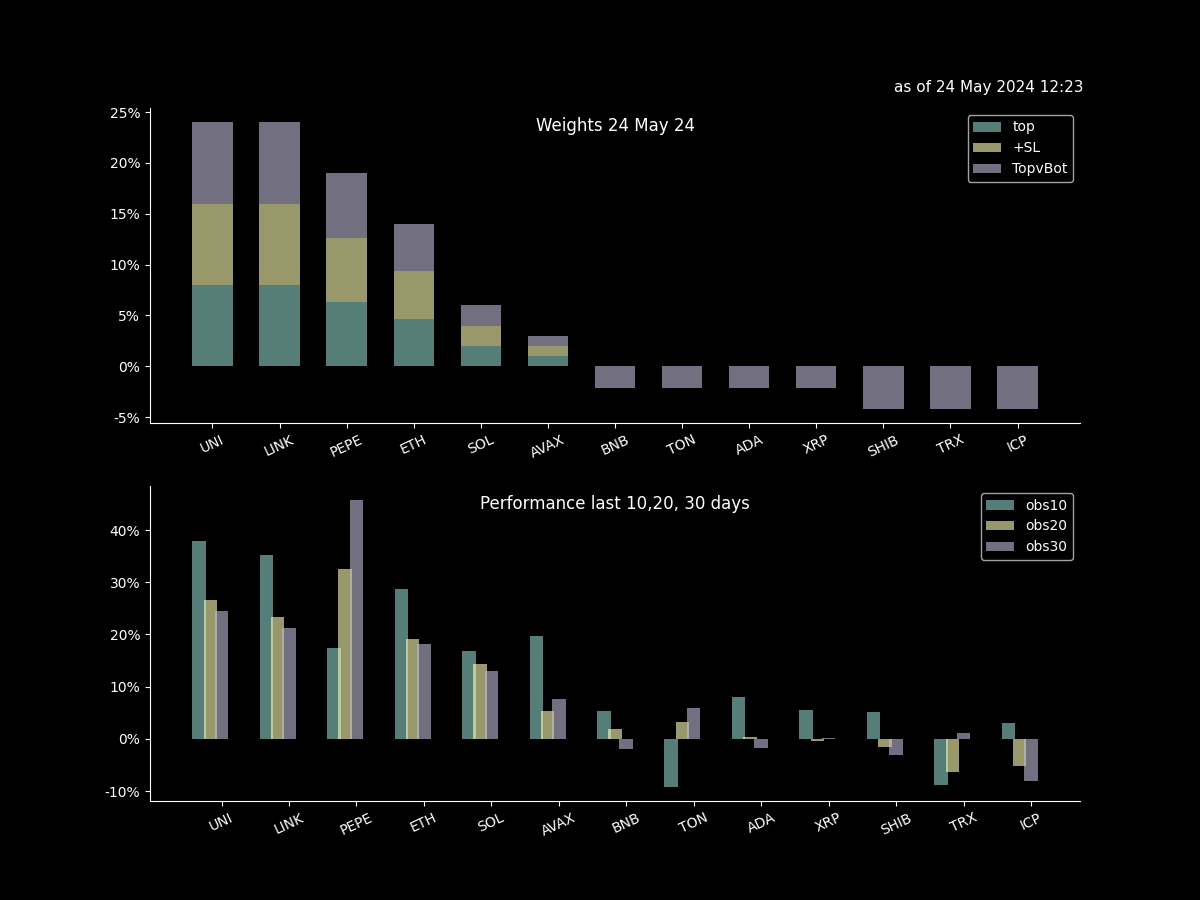 as of 24 May 2024 12:23
Weights 24 May 24
25%
20%
15%
10%
5%
0%
-5%
top
+SL
TopvBot
UNI LINK PEPE ETH SOL AVAX BNB TON ADA XRP SHIB TRX ICP
Performance last 10,20, 30 days
40%
30%
20%
10%
0%
-10%
obs10
obs20
obs30
UNI LINK PEPE ETH SOL AVAX BNB TON ADA XRP SHIB TRX ICP